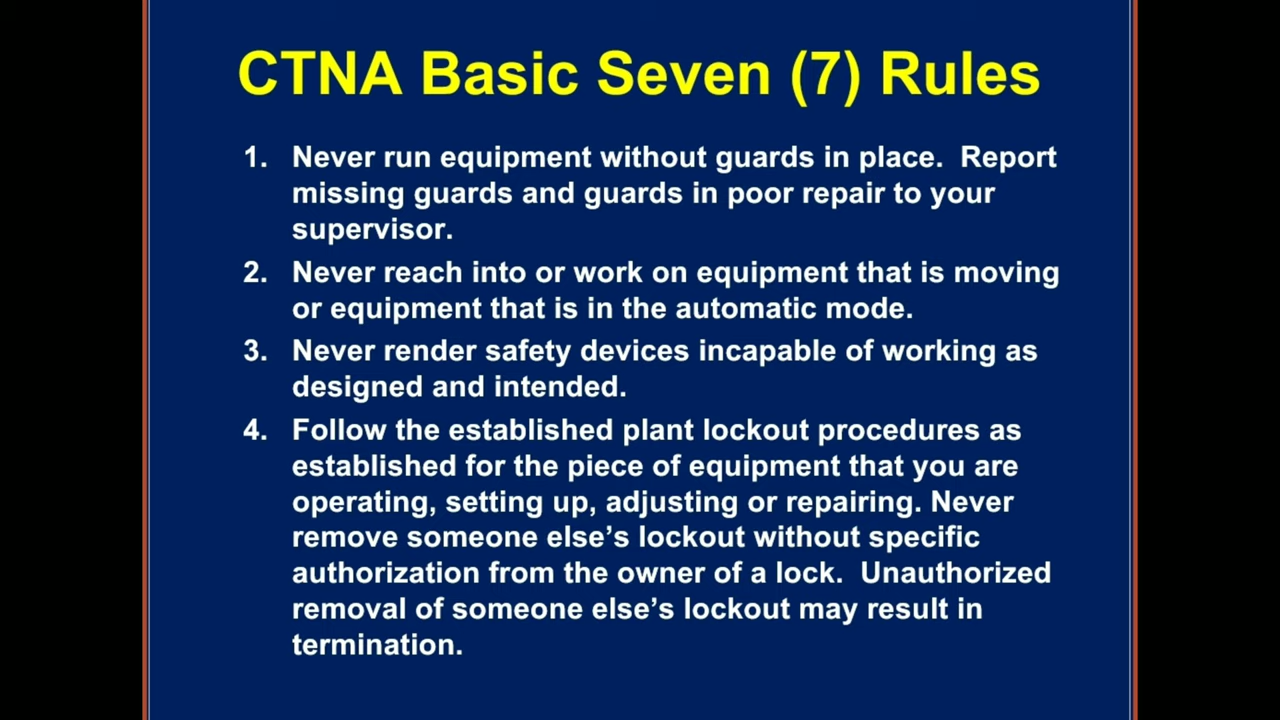 CTNA Basic Seven (7) Rules
1. Never run equipment without guards in place. Report
missing guards and guards in poor repair to your
supervisor.
2. Never reach into or work on equipment that is moving
or equipment that is in the automatic mode.
3. Never render safety devices incapable of working as
designed and intended.
4. Follow the established plant lockout procedures as
established for the piece of equipment that you are
operating, setting up, adjusting or repairing. Never
remove someone else’s lockout without specific
authorization from the owner of a lock. Unauthorized
removal of someone else’s lockout may result in
termination.